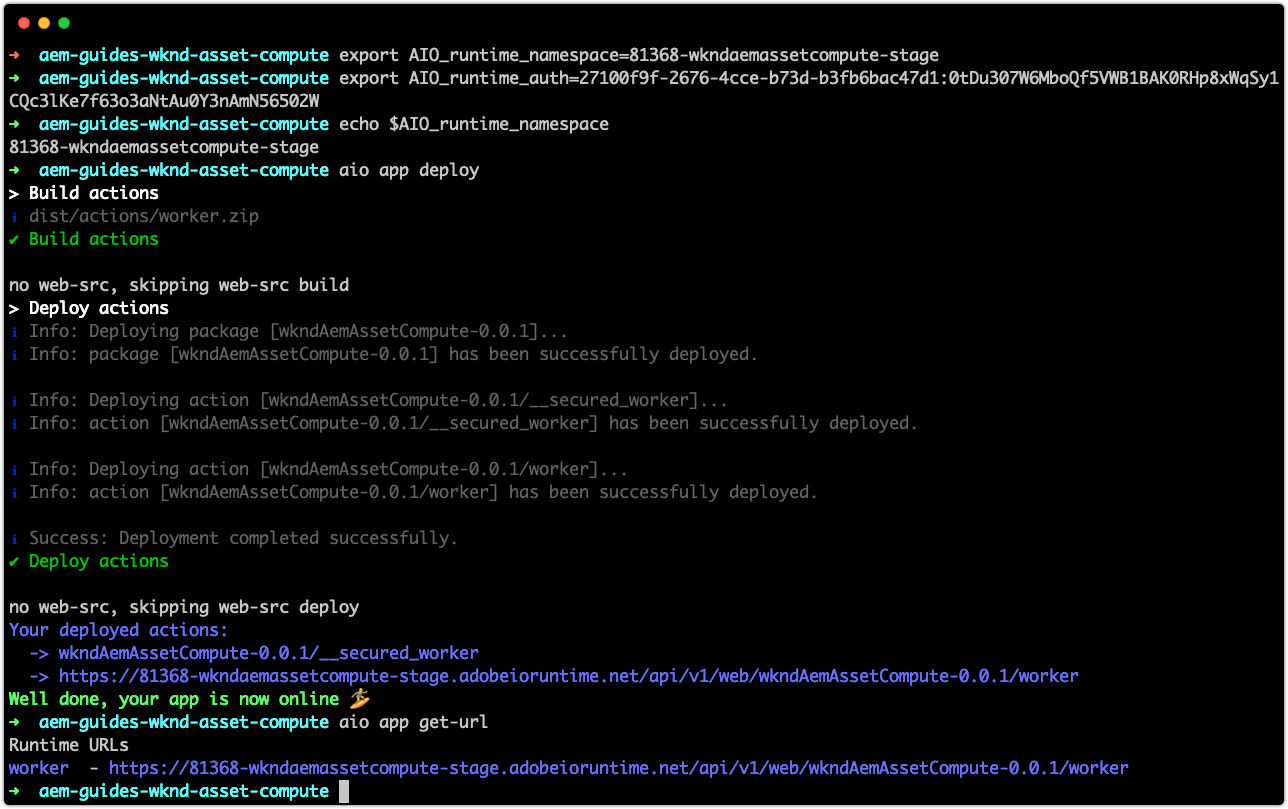 ➜ aem-guides-wknd-asset-compute export AIO_runtime_namespace=81368-wkndaemassetcompute-stage
➜ aem-guides-wknd-asset-compute export AIO_runtime_auth=27100f9f-2676-4cce-b73d-b3fb6bac47d1:0tDu307W6MboQf5VWB1BAK0RHp8xWqSy1
CQc3lKe7f63o3aNtAu0Y3nAmN56502W
➜ aem-guides-wknd-asset-compute echo $AIO_runtime_namespace
81368-wkndaemassetcompute-stage
➜ aem-guides-wknd-asset-compute aio app deploy
> Build actions
ℹ dist/actions/worker.zip
✔ Build actions
no web-src, skipping web-src build
> Deploy actions
ℹ Info: Deploying package [wkndAemAssetCompute-0.0.1]...
ℹ Info: package [wkndAemAssetCompute-0.0.1] has been successfully deployed.
ℹ Info: Deploying action [wkndAemAssetCompute-0.0.1/__secured_worker]...
ℹ Info: action [wkndAemAssetCompute-0.0.1/__secured_worker] has been successfully deployed.
ℹ Info: Deploying action [wkndAemAssetCompute-0.0.1/worker]...
ℹ Info: action [wkndAemAssetCompute-0.0.1/worker] has been successfully deployed.
ℹ Success: Deployment completed successfully.
✔ Deploy actions
no web-src, skipping web-src deploy
Your deployed actions:
-> wkndAemAssetCompute-0.0.1/__secured_worker
-> https://81368-wkndaemassetcompute-stage.adobeioruntime.net/api/v1/web/wkndAemAssetCompute-0.0.1/worker
Well done, your app is now online 🏄
➜ aem-guides-wknd-asset-compute aio app get-url
Runtime URLs
worker - https://81368-wkndaemassetcompute-stage.adobeioruntime.net/api/v1/web/wkndAemAssetCompute-0.0.1/worker
➜ aem-guides-wknd-asset-compute